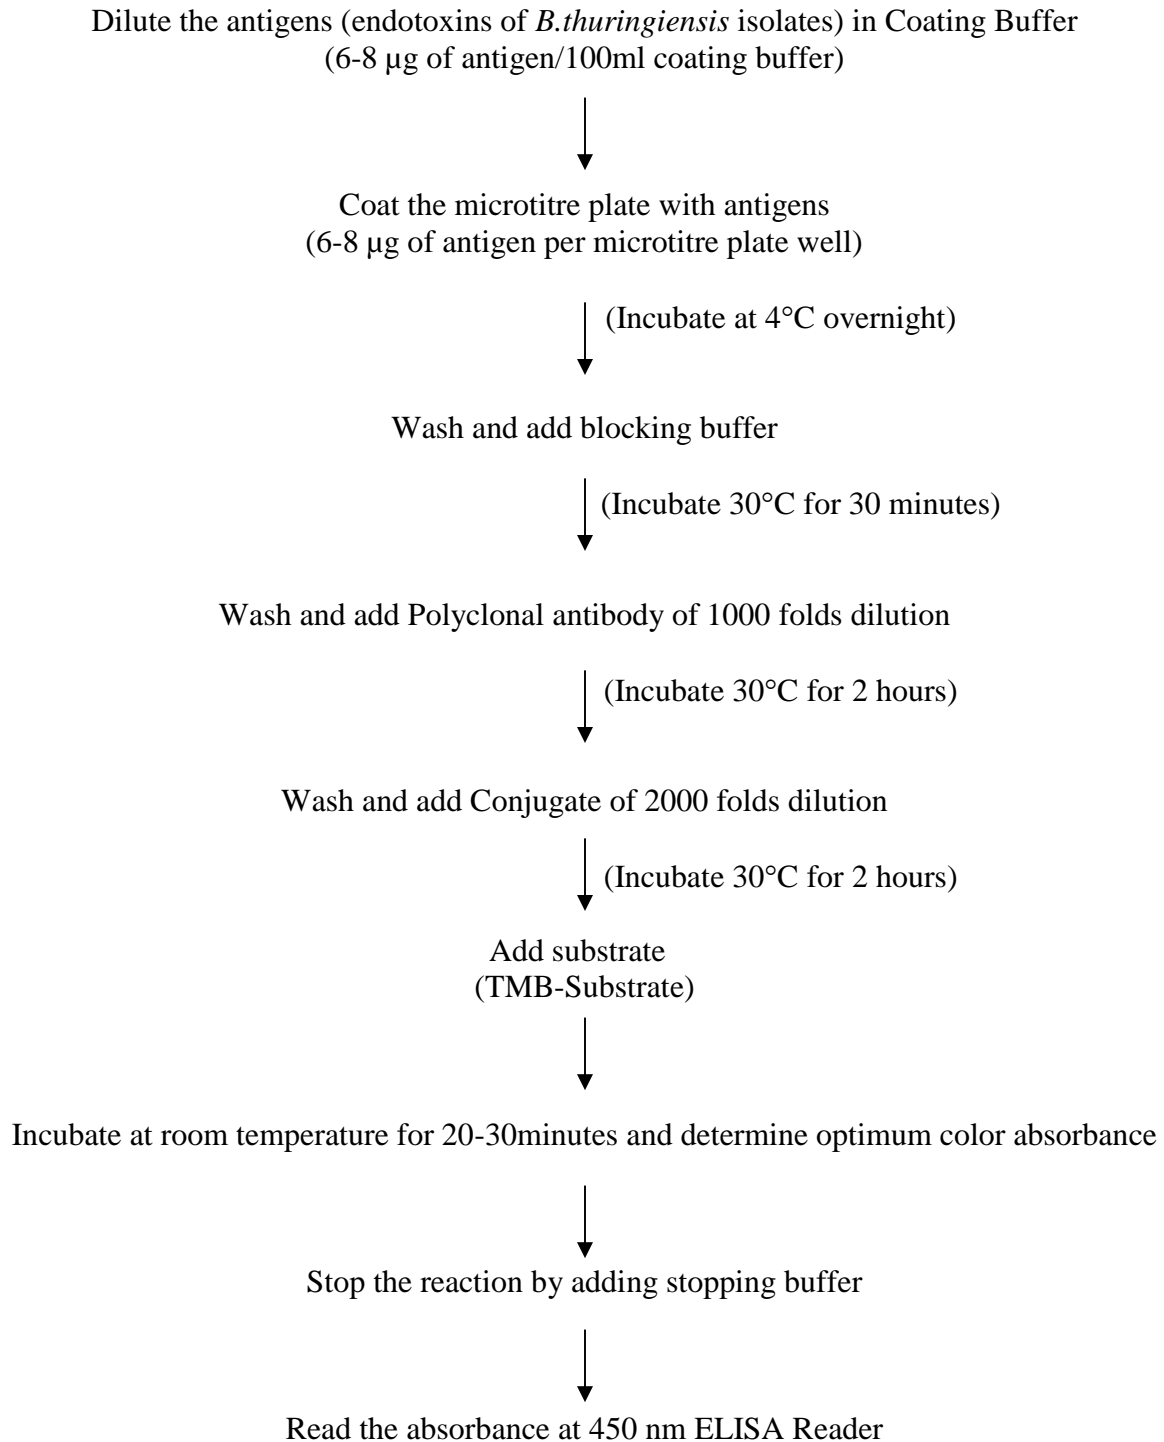 Dilute the antigens (endotoxins of B.thuringiensis isolates) in Coating Buffer
(6-8 µg of antigen/100ml coating buffer)
Coat the microtitre plate with antigens
(6-8 µg of antigen per microtitre plate well)
(Incubate at 4°C overnight)
Wash and add blocking buffer
(Incubate 30°C for 30 minutes)
Wash and add Polyclonal antibody of 1000 folds dilution
(Incubate 30°C for 2 hours)
Wash and add Conjugate of 2000 folds dilution
(Incubate 30°C for 2 hours)
Add substrate
(TMB-Substrate)
Incubate at room temperature for 20-30minutes and determine optimum color absorbance
Stop the reaction by adding stopping buffer
Read the absorbance at 450 nm ELISA Reader